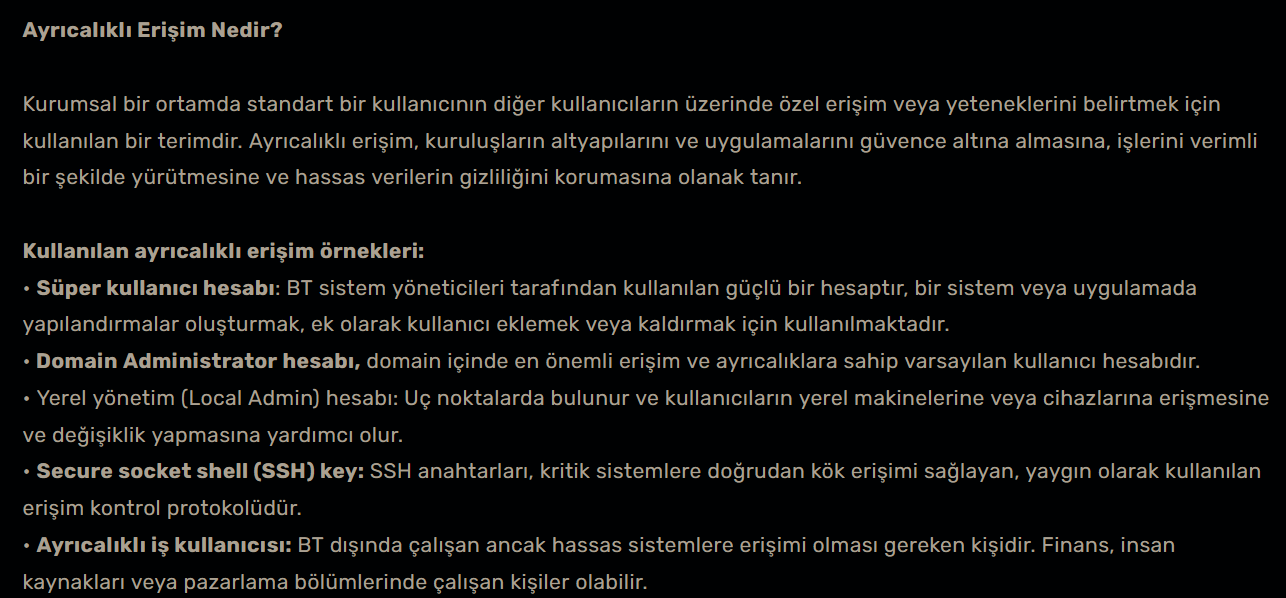 Ayrıcalıklı Erişim Nedir?
Kurumsal bir ortamda standart bir kullanıcının diğer kullanıcıların üzerinde özel erişim veya yeteneklerini belirtmek için
kullanılan bir terimdir. Ayrıcalıklı erişim, kuruluşların altyapılarını ve uygulamalarını güvence altına almasına, işlerini verimli
bir şekilde yürütmesine ve hassas verilerin gizliliğini korumasına olanak tanır.
Kullanılan ayrıcalıklı erişim örnekleri:
• Süper kullanıcı hesabı: BT sistem yöneticileri tarafından kullanılan güçlü bir hesaptır, bir sistem veya uygulamada
yapılandırmalar oluşturmak, ek olarak kullanıcı eklemek veya kaldırmak için kullanılmaktadır.
• Domain Administrator hesabı, domain içinde en önemli erişim ve ayrıcalıklara sahip varsayılan kullanıcı hesabıdır.
• Yerel yönetim (Local Admin) hesabı: Uç noktalarda bulunur ve kullanıcıların yerel makinelerine veya cihazlarına erişmesine
ve değişiklik yapmasına yardımcı olur.
• Secure socket shell (SSH) key: SSH anahtarları, kritik sistemlere doğrudan kök erişimi sağlayan, yaygın olarak kullanılan
erişim kontrol protokolüdür.
• Ayrıcalıklı iş kullanıcısı: BT dışında çalışan ancak hassas sistemlere erişimi olması gereken kişidir. Finans, insan
kaynakları veya pazarlama bölümlerinde çalışan kişiler olabilir.